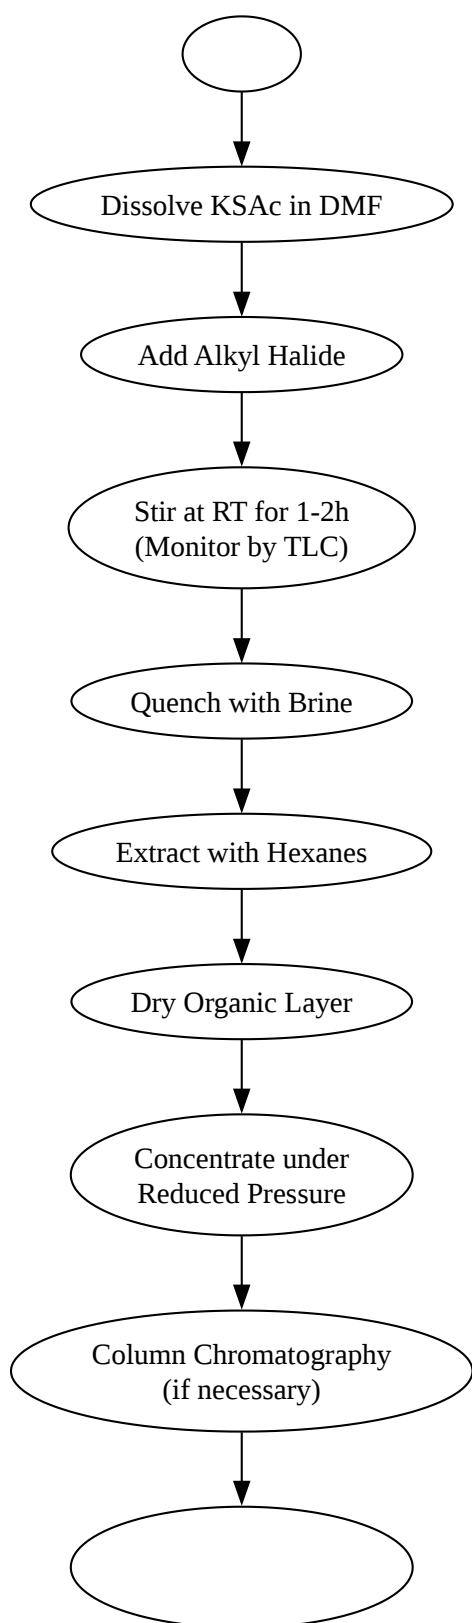 Dissolve KSAc in DMF
Add Alkyl Halide
Stir at RT for 1-2h
(Monitor by TLC)
Quench with Brine
Extract with Hexanes
Dry Organic Layer
Concentrate under
Reduced Pressure
Column Chromatography
(if necessary)